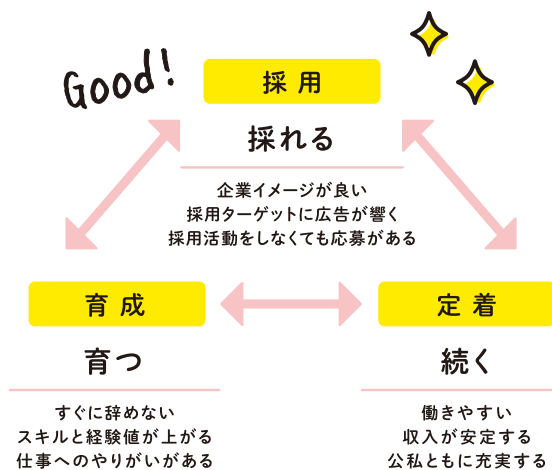 Good!
採用
採れる
企業イメージが良い
採用ターゲットに広告が響く
採用活動をしなくても応募がある
育成
育つ
すぐに辞めない
スキルと経験値が上がる
仕事へのやりがいがある
定着
続く
働きやすい
収入が安定する
公私ともに充実する